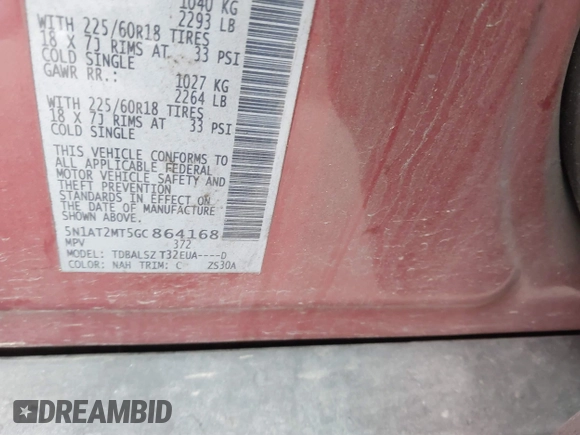 1040 KG
2293 LB
WITH 225/60R18 TIRES
18 X 7J RIMS AT 33 PSI
COLD SINGLE
GAWR RR.:
1027 KG
2264 LB
WITH 225/60R18 TIRES
18 X 7J RIMS AT 33 PSI
COLD SINGLE
THIS VEHICLE CONFORMS TO
ALL APPLICABLE FEDERAL
MOTOR VEHICLE SAFETY AND
THEFT PREVENTION
STANDARDS IN EFFECT ON
THE DATE OF MANUFACTURE
SHOWN ABOVE.
5N1AT2MT5GC864168
MPV 372
MODEL: TDBALSZ T32EUA----D
COLOR: NAH TRIM: C ZS30A
DREAMBID